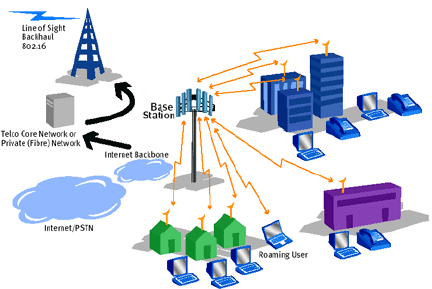 Line of Sight
Backhaul
802.16
Base
Station
Telco Core Network or
Private (Fibre) Network
Internet Backbone
Internet/PSTN
Roaming User